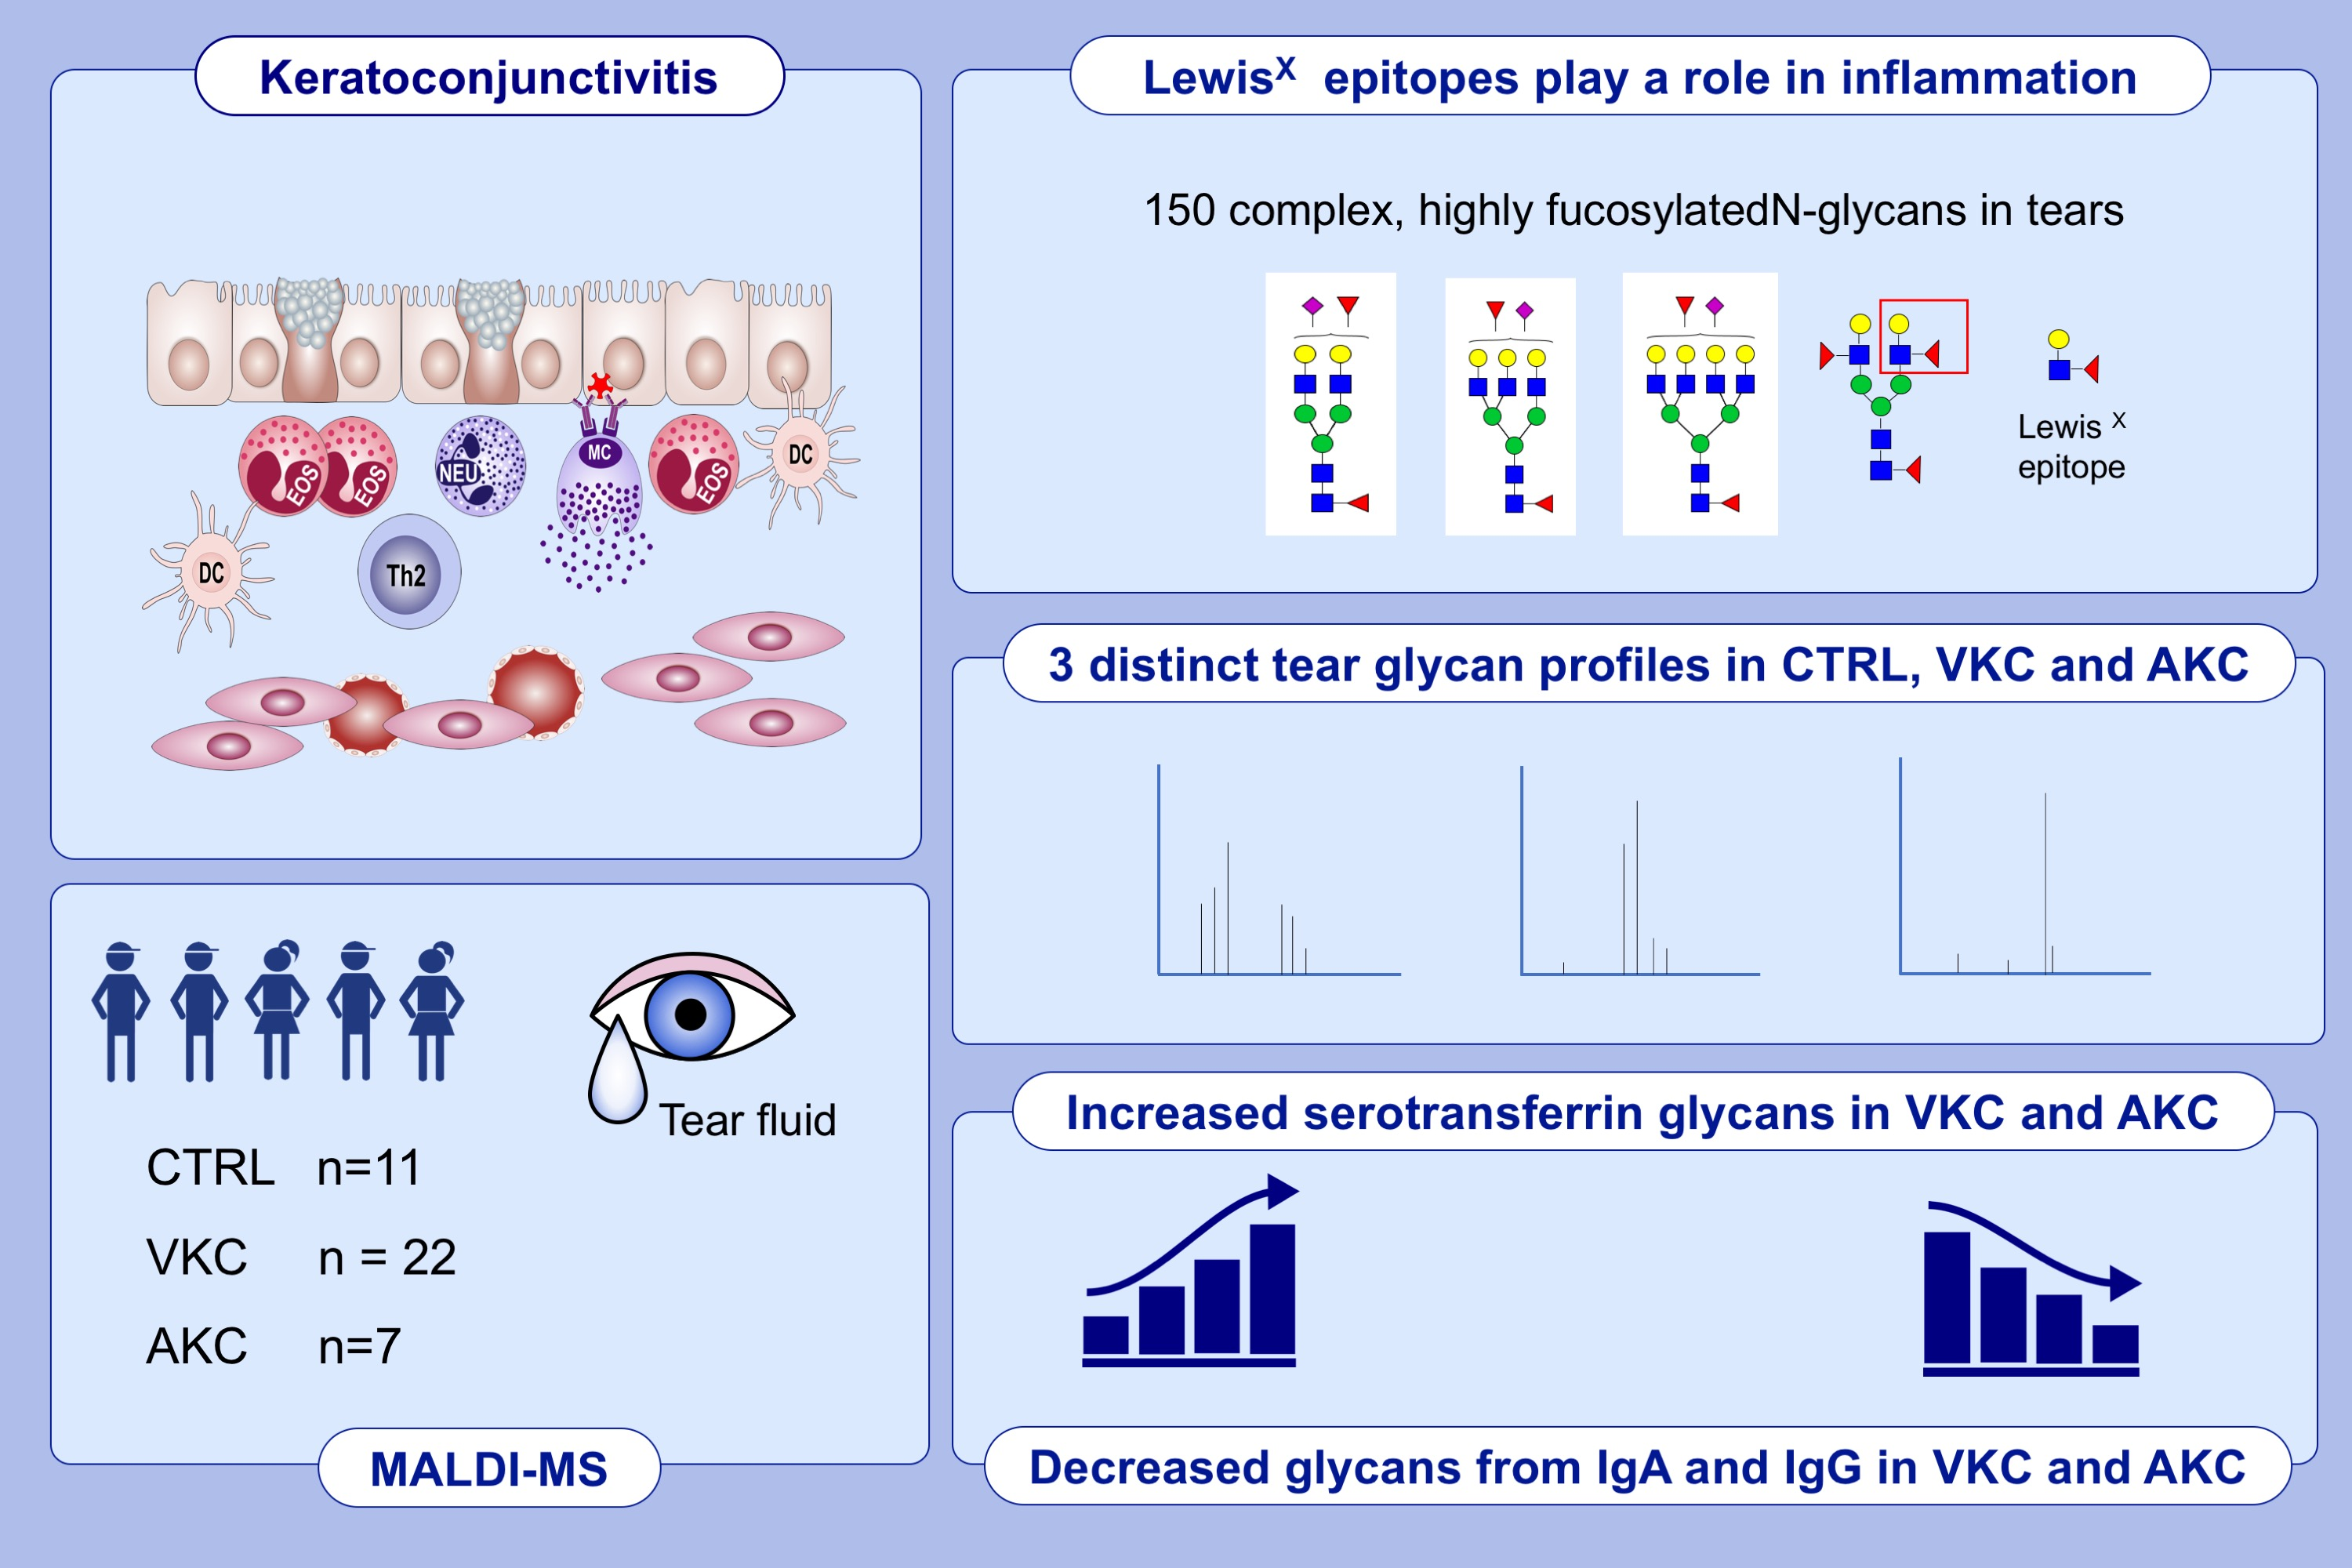 Keratoconjunctivitis
EOS
EOS
NEU
MC
EOS
DC
DC
Th2
Tear fluid
CTRL n=11
VKC n = 22
AKC n=7
MALDI-MS
Lewisˣ epitopes play a role in inflammation
150 complex, highly fucosylatedN-glycans in tears
Lewis ˣ
epitope
3 distinct tear glycan profiles in CTRL, VKC and AKC
Increased serotransferrin glycans in VKC and AKC
Decreased glycans from IgA and IgG in VKC and AKC